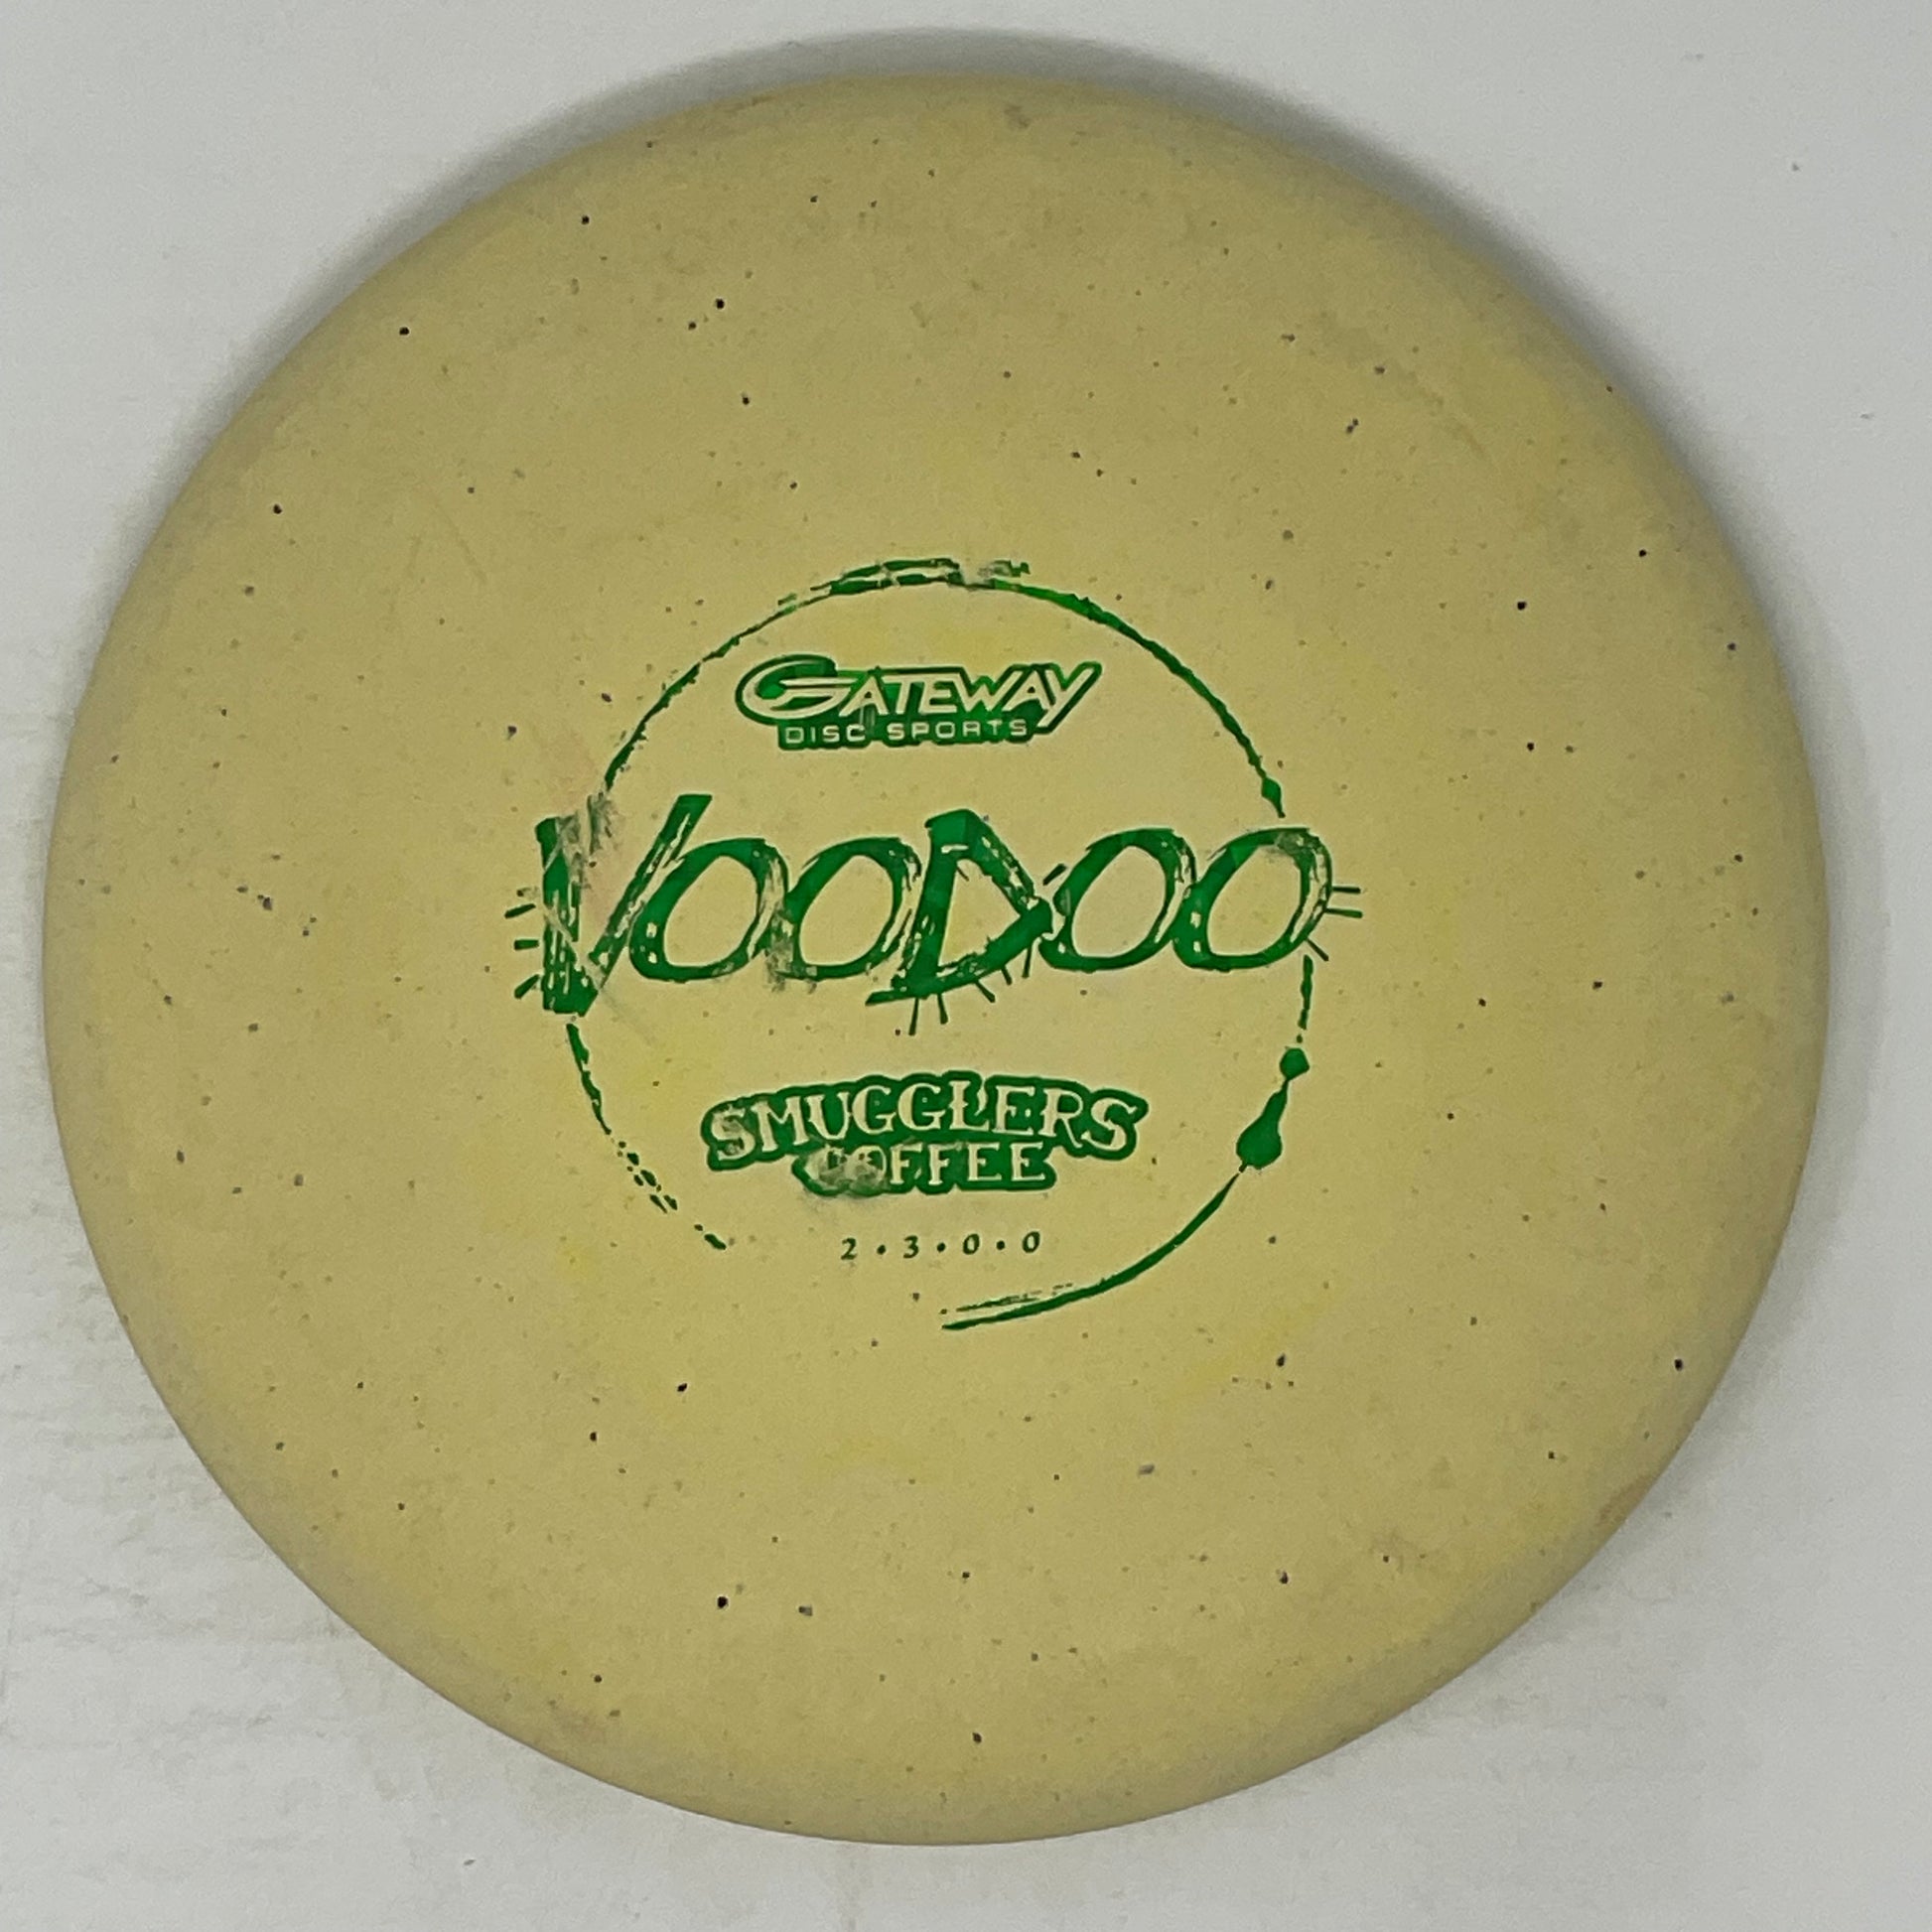 GATEWAY
DISC SPORTS
VOODOO
SMUGGLERS
COFFEE
2•3•0•0